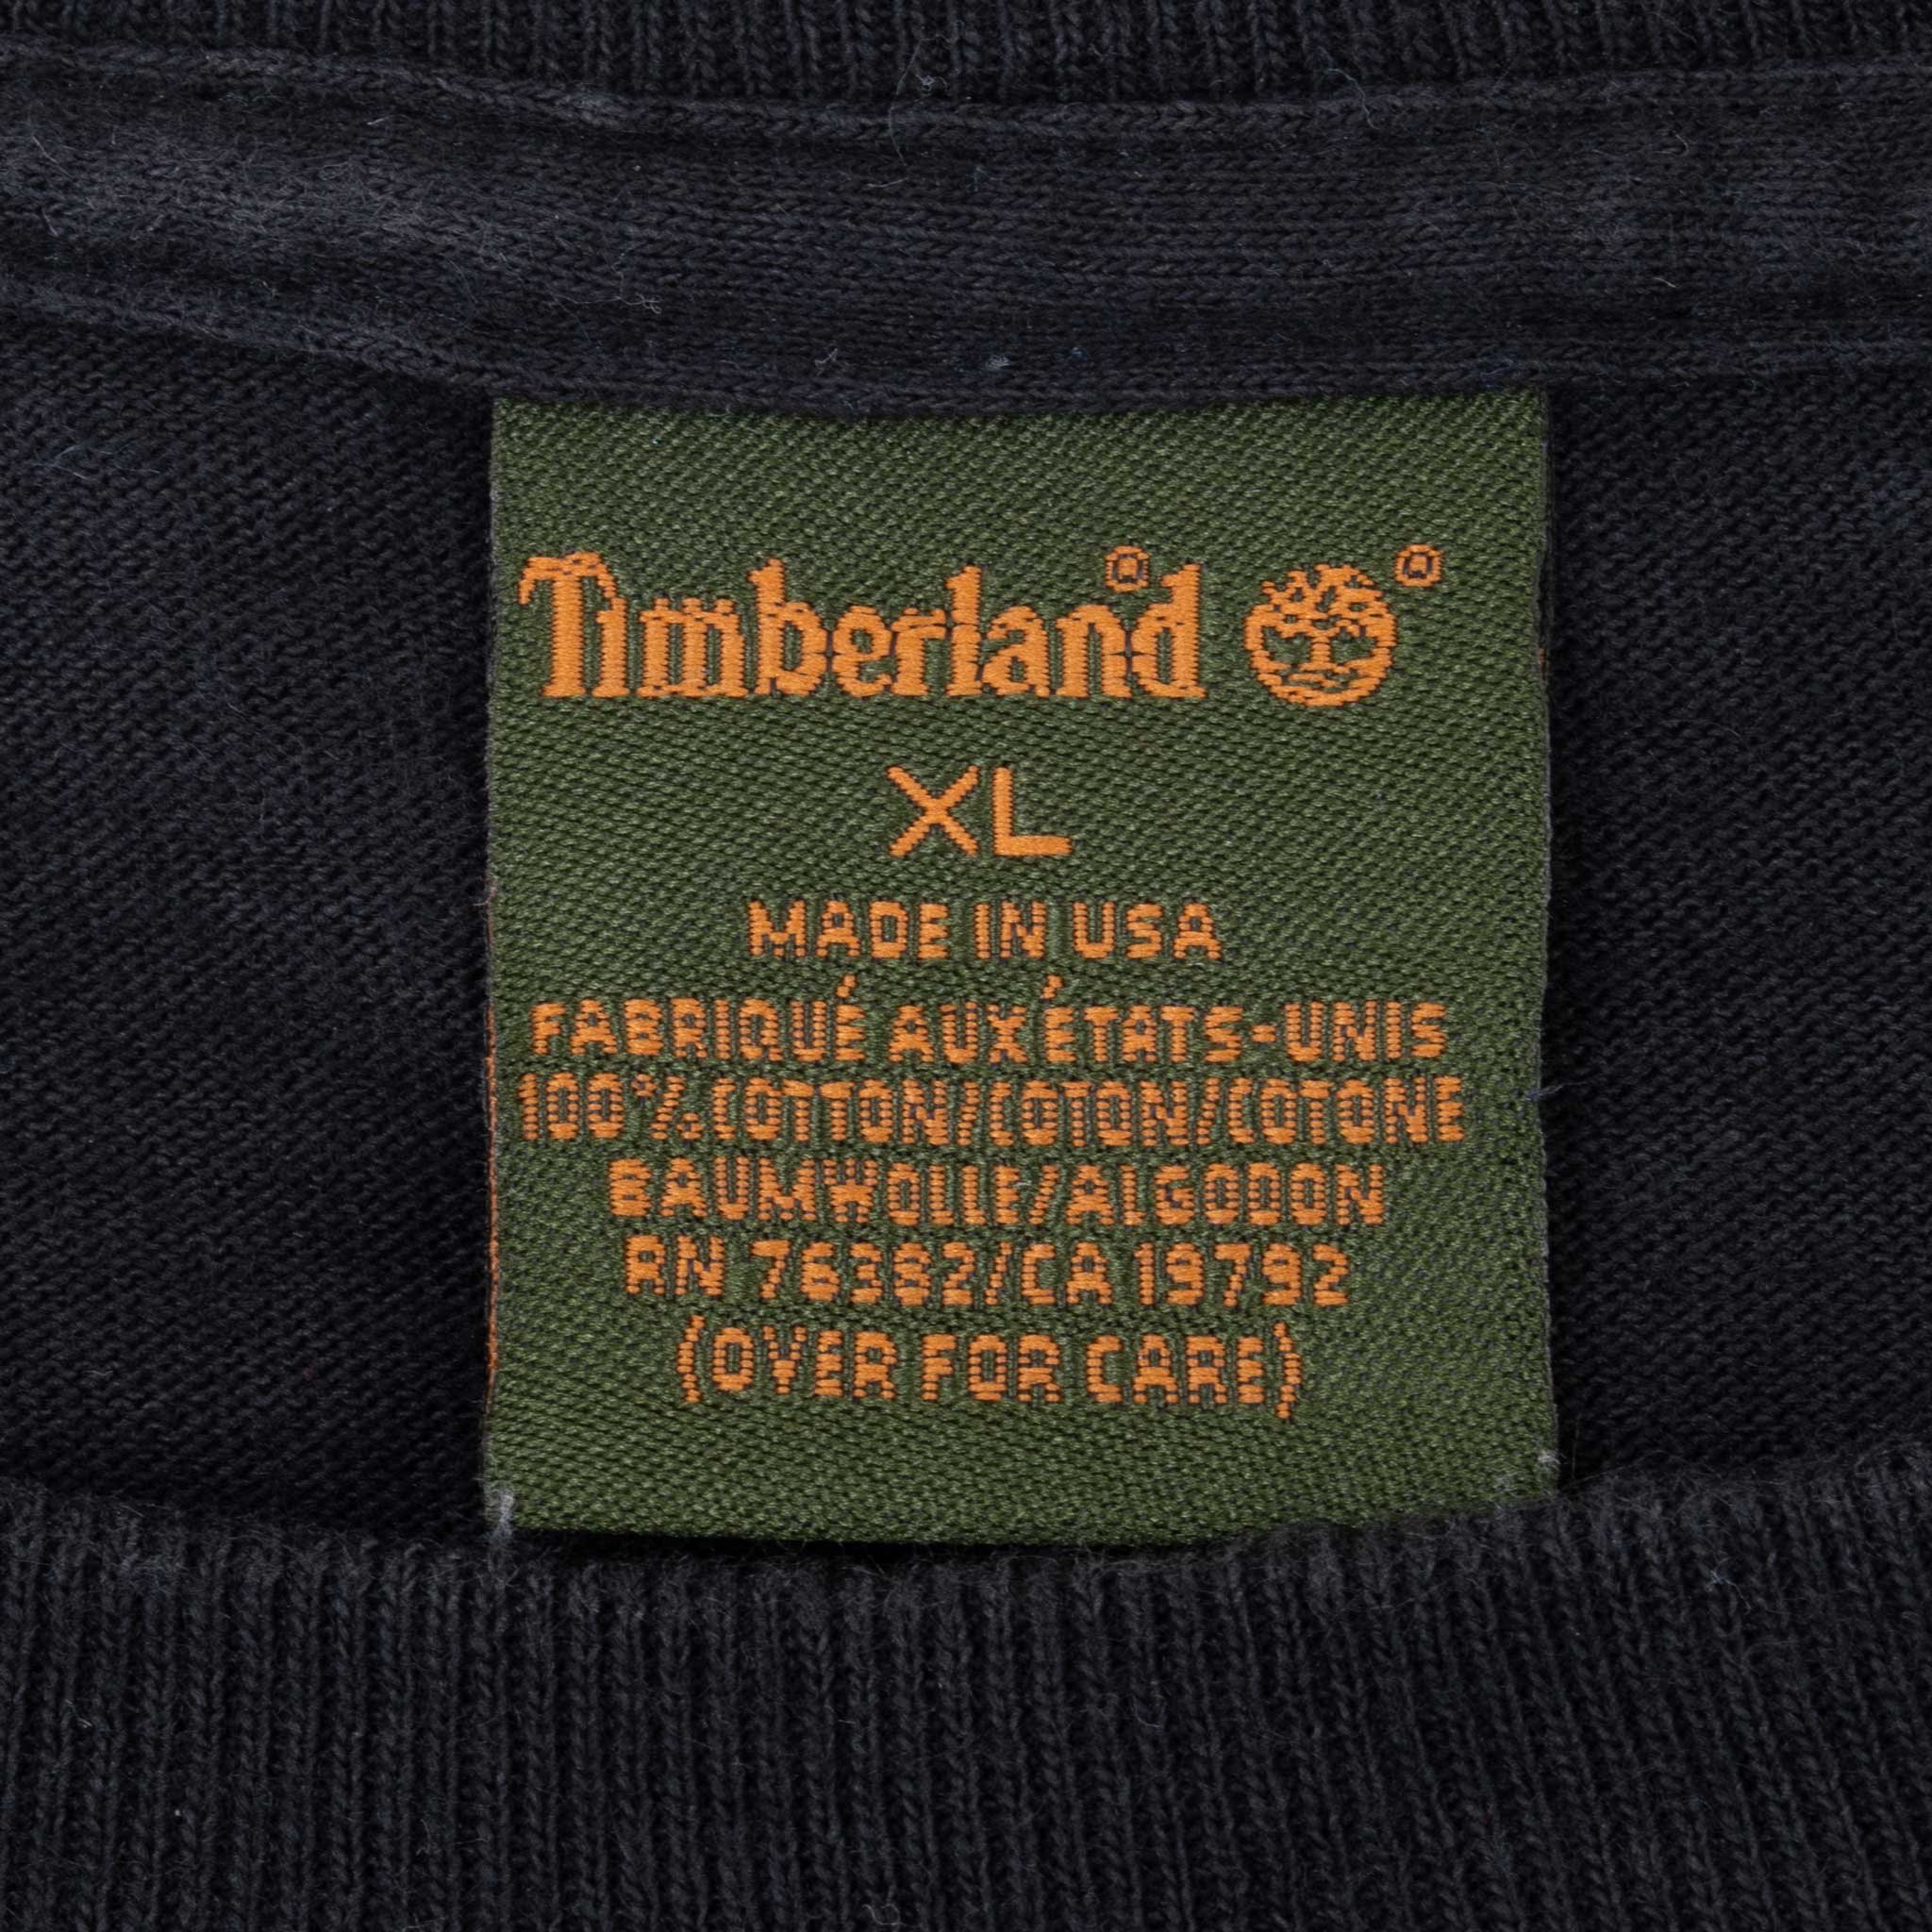 Timberland®®
XL
MADE IN USA
FABRIQUÉ AUX ÉTATS-UNIS
100% COTTON/COTON/COTONE
BAUMWOLLE/ALGODON
RN 76362/CA 19792
(OVER FOR CARE)